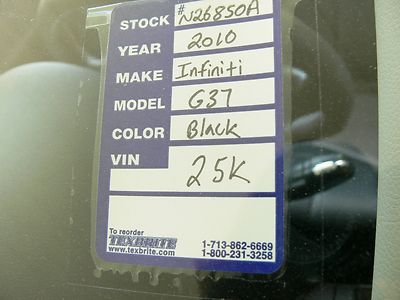 STOCK # N26850A
YEAR 2010
MAKE Infiniti
MODEL G37
COLOR Black
VIN
25K
To reorder
TEXBRITE 1-713-862-6669
www.texbrite.com 1-800-231-3258